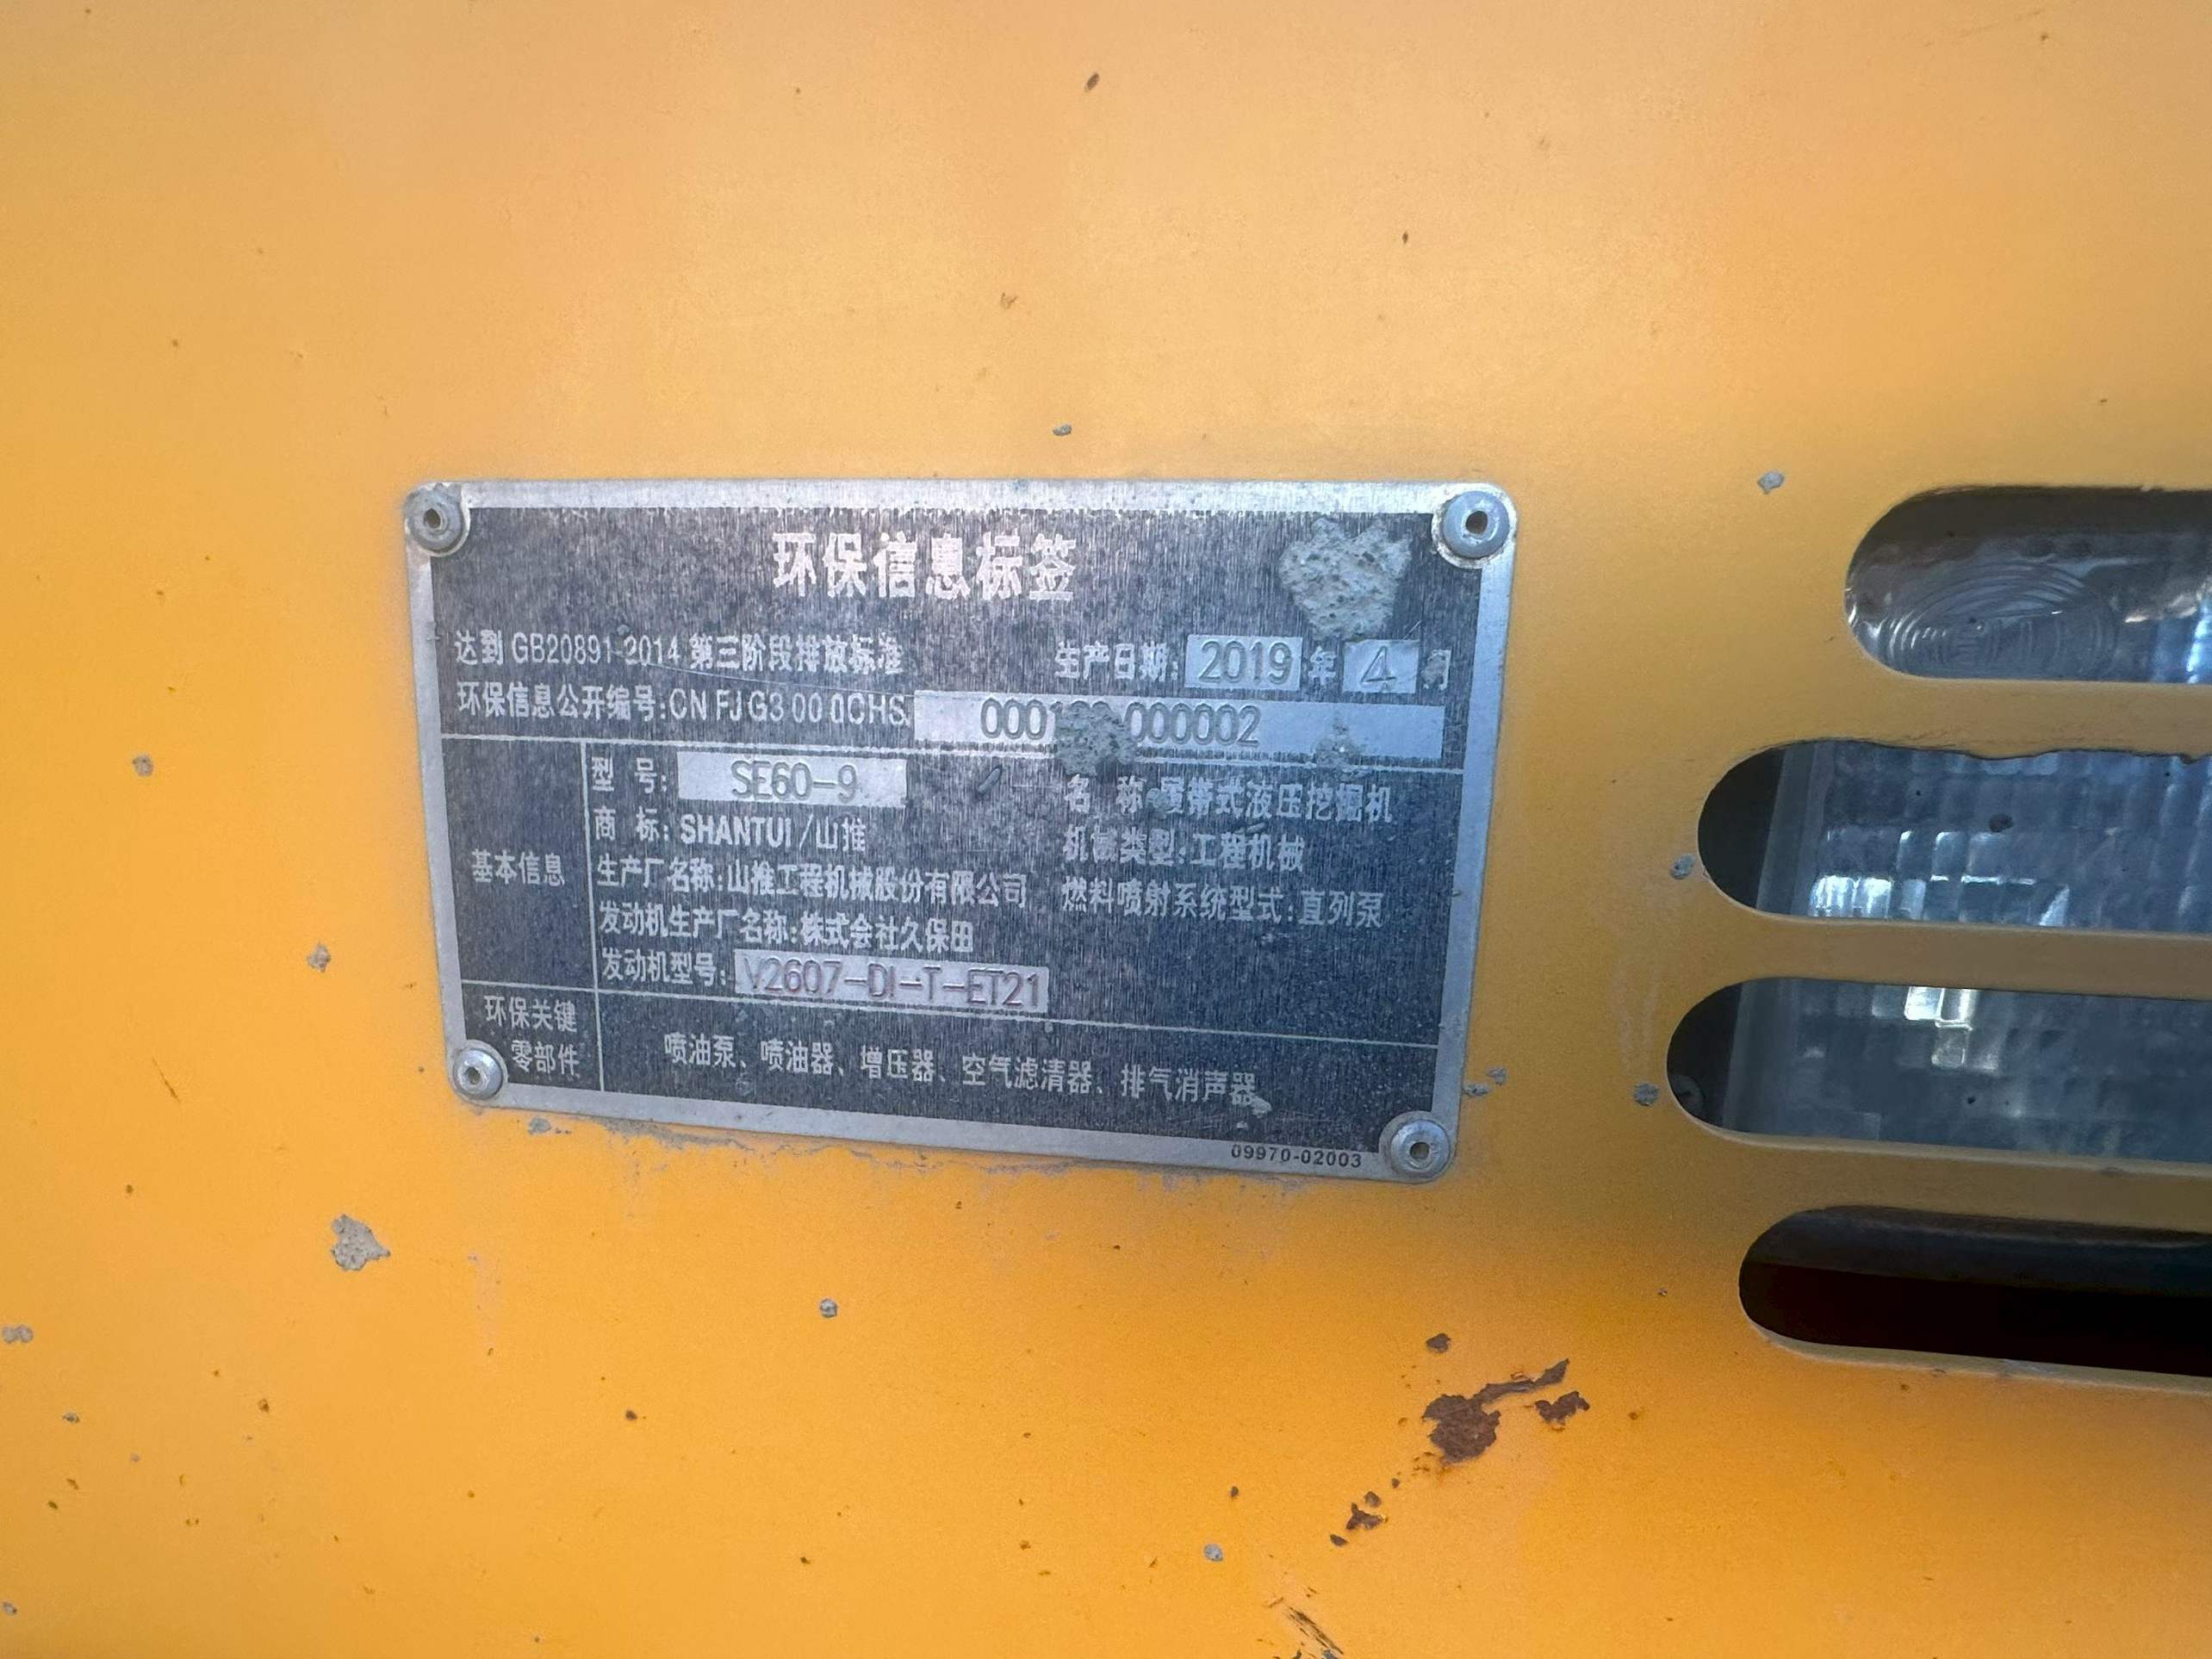 环保信息标签
达到 GB20891-2014 第三阶段排放标准 生产日期: 2019 年 4 月
环保信息公开编号:CN FJ G3 00 0CHS 000002
型 号: SE60-9 名 称:履带式液压挖掘机
商 标: SHANTUI/山推 机械类型:工程机械
基本信息
生产厂名称:山推工程机械股份有限公司 燃料喷射系统型式:直列泵
发动机生产厂名称:株式会社久保田
发动机型号: V2607-DI-T-ET21
环保关键
零部件
喷油泵、喷油器、增压器、空气滤清器、排气消声器
09970-02003